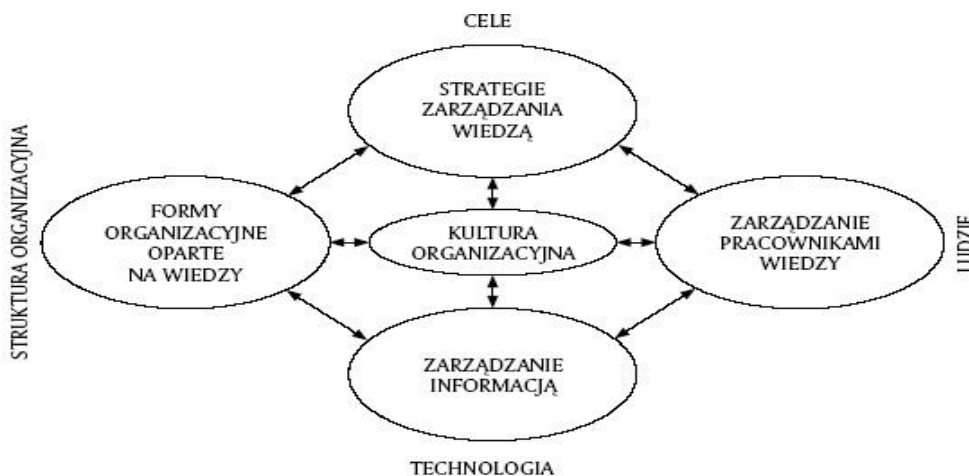 CELE
STRATEGIE
ZARZĄDZANIA
WIEDZĄ
STRUKTURA ORGANIZACYJNA
FORMY
ORGANIZACYJNE
OPARTE
NA WIEDZY
KULTURA
ORGANIZACYJNA
ZARZĄDZANIE
PRACOWNIKAMI
WIEDZY
LUDZIE
ZARZĄDZANIE
INFORMACJĄ
TECHNOLOGIA